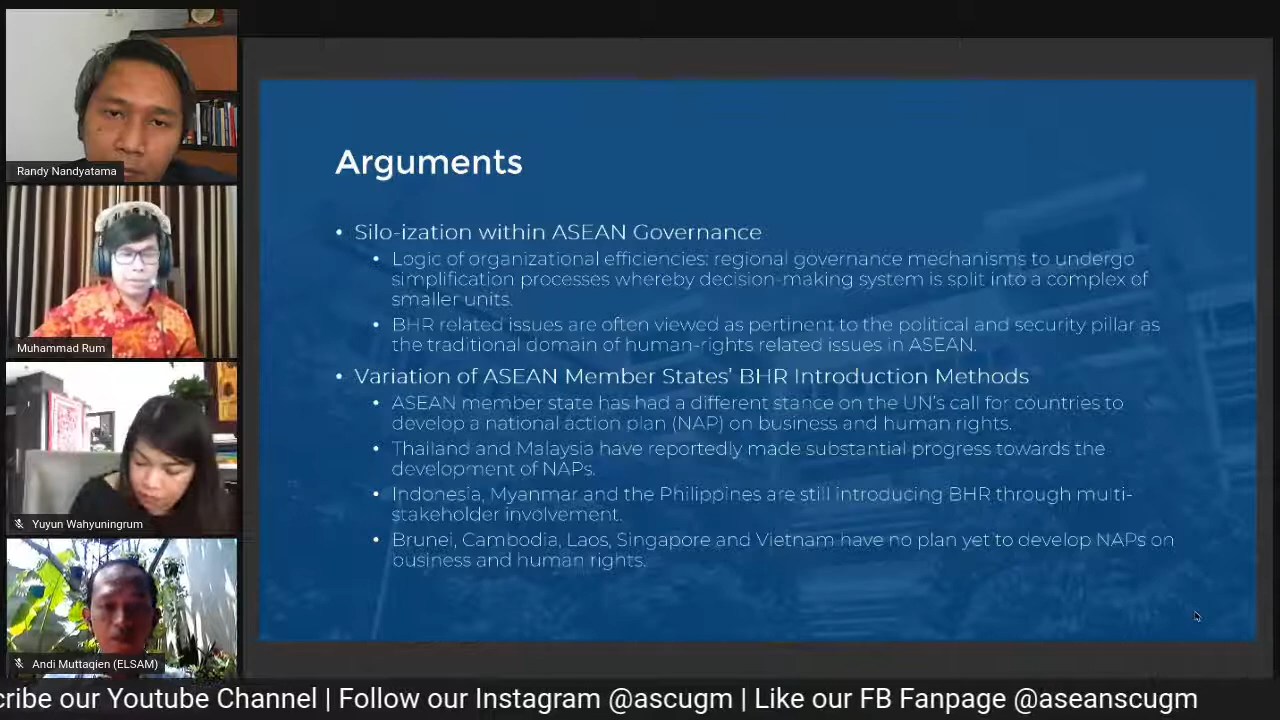 Randy Nandyatama
Muhammad Rum
Yuyun Wahyuningrum
Andi Muttaqien (ELSAM)
Arguments
• Silo-ization within ASEAN Governance
• Logic of organizational efficiencies: regional governance mechanisms to undergo
simplification processes whereby decision-making system is split into a complex of
smaller units.
• BHR related issues are often viewed as pertinent to the political and security pillar as
the traditional domain of human-rights related issues in ASEAN.
• Variation of ASEAN Member States’ BHR Introduction Methods
• ASEAN member state has had a different stance on the UN’s call for countries to
develop a national action plan (NAP) on business and human rights.
• Thailand and Malaysia have reportedly made substantial progress towards the
development of NAPs.
• Indonesia, Myanmar and the Philippines are still introducing BHR through multi-
stakeholder involvement.
• Brunei, Cambodia, Laos, Singapore and Vietnam have no plan yet to develop NAPs on
business and human rights.
cribe our Youtube Channel | Follow our Instagram @ascugm | Like our FB Fanpage @aseanscugm